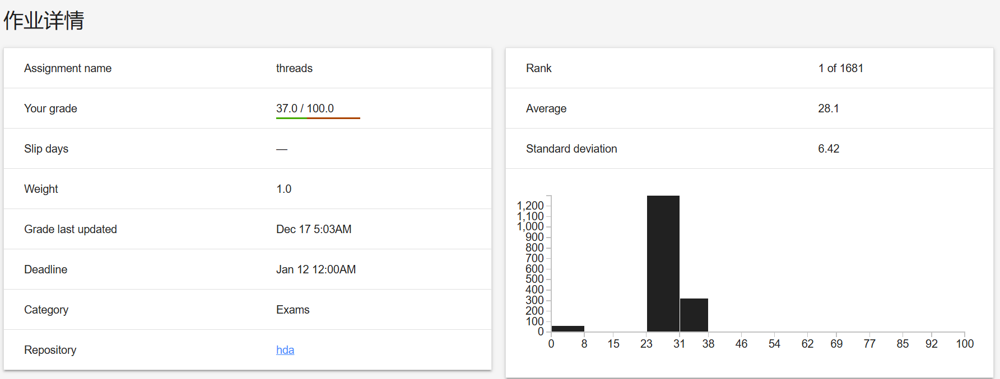 作业详情
Assignment name threads
Your grade 37.0 / 100.0
Slip days —
Weight 1.0
Grade last updated Dec 17 5:03AM
Deadline Jan 12 12:00AM
Category Exams
Repository hda
Rank 1 of 1681
Average 28.1
Standard deviation 6.42
1,200
1,100
1,000
900
800
700
600
500
400
300
200
100
0
0 8 15 23 31 38 46 54 62 69 77 85 92 100